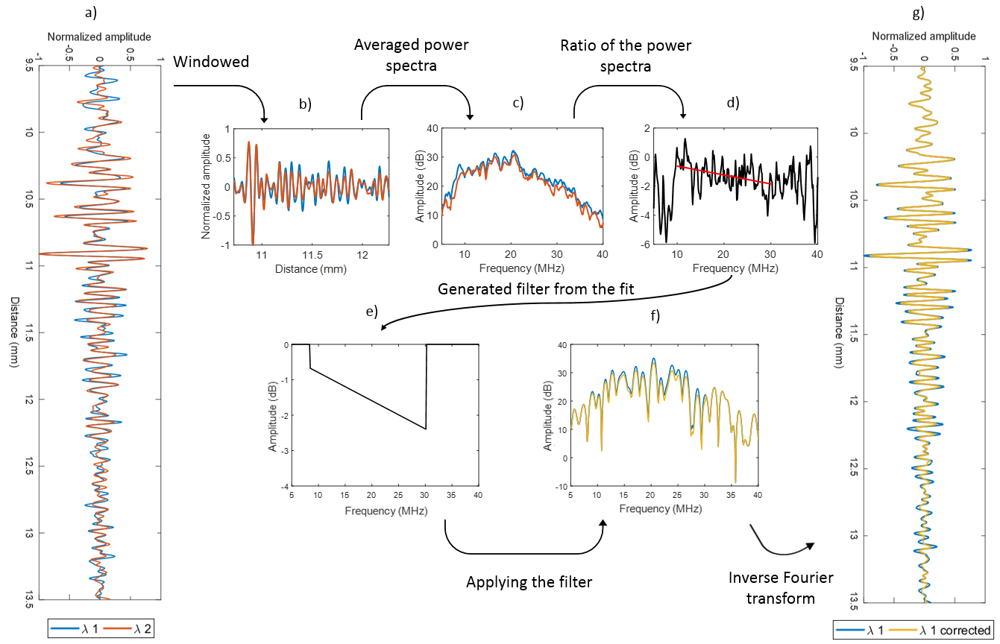 a)
Normalized amplitude
-1
-0.5
0
0.5
1
9.5
10
10.5
11
11.5
12
12.5
13
13.5
Distance (mm)
λ 1
λ 2
Windowed
b)
Normalized amplitude
1
0.5
0
-0.5
-1
11
11.5
12
Distance (mm)
Averaged power
spectra
c)
Amplitude (dB)
40
30
20
10
0
10
20
30
40
Frequency (MHz)
Ratio of the power
spectra
d)
Amplitude (dB)
2
0
-2
-4
-6
10
20
30
40
Frequency (MHz)
Generated filter from the fit
e)
Amplitude (dB)
0
-1
-2
-3
-4
5
10
15
20
25
30
35
40
Frequency (MHz)
Applying the filter
f)
Amplitude (dB)
40
30
20
10
0
-10
5
10
15
20
25
30
35
40
Frequency (MHz)
Inverse Fourier
transform
g)
Normalized amplitude
-1
-0.5
0
0.5
1
9.5
10
10.5
11
11.5
12
12.5
13
13.5
Distance (mm)
λ 1
λ 1 corrected